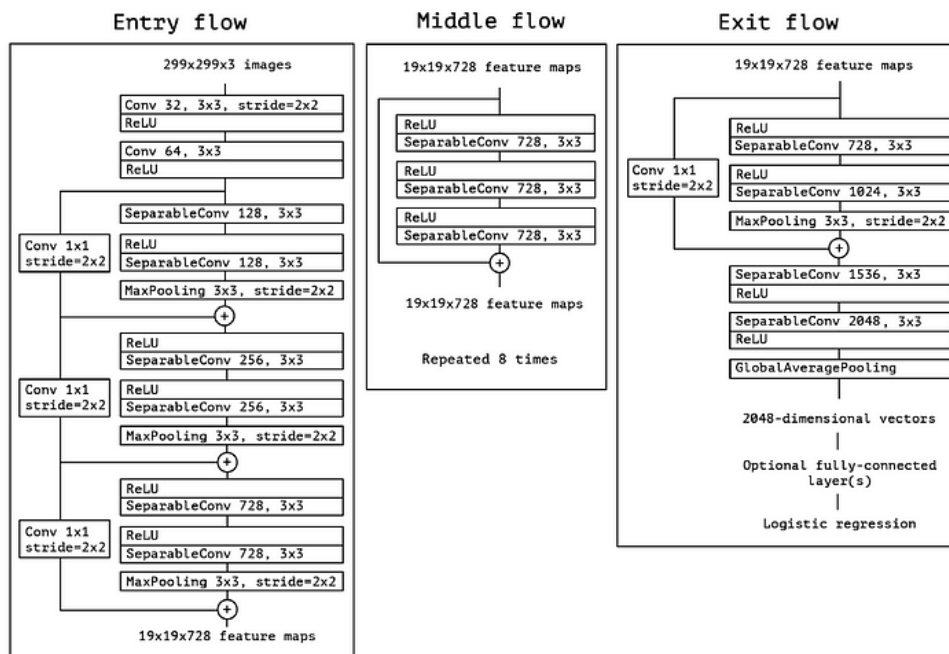 Entry flow
299x299x3 images
Conv 32, 3x3, stride=2x2
ReLU
Conv 64, 3x3
ReLU
SeparableConv 128, 3x3
Conv 1x1
stride=2x2
ReLU
SeparableConv 128, 3x3
MaxPooling 3x3, stride=2x2
+
ReLU
SeparableConv 256, 3x3
Conv 1x1
stride=2x2
ReLU
SeparableConv 256, 3x3
MaxPooling 3x3, stride=2x2
+
ReLU
SeparableConv 728, 3x3
Conv 1x1
stride=2x2
ReLU
SeparableConv 728, 3x3
MaxPooling 3x3, stride=2x2
+
19x19x728 feature maps
Middle flow
19x19x728 feature maps
ReLU
SeparableConv 728, 3x3
ReLU
SeparableConv 728, 3x3
ReLU
SeparableConv 728, 3x3
+
19x19x728 feature maps
Repeated 8 times
Exit flow
19x19x728 feature maps
ReLU
SeparableConv 728, 3x3
Conv 1x1
stride=2x2
ReLU
SeparableConv 1024, 3x3
MaxPooling 3x3, stride=2x2
+
SeparableConv 1536, 3x3
ReLU
SeparableConv 2048, 3x3
ReLU
GlobalAveragePooling
2048-dimensional vectors
Optional fully-connected
layer(s)
Logistic regression